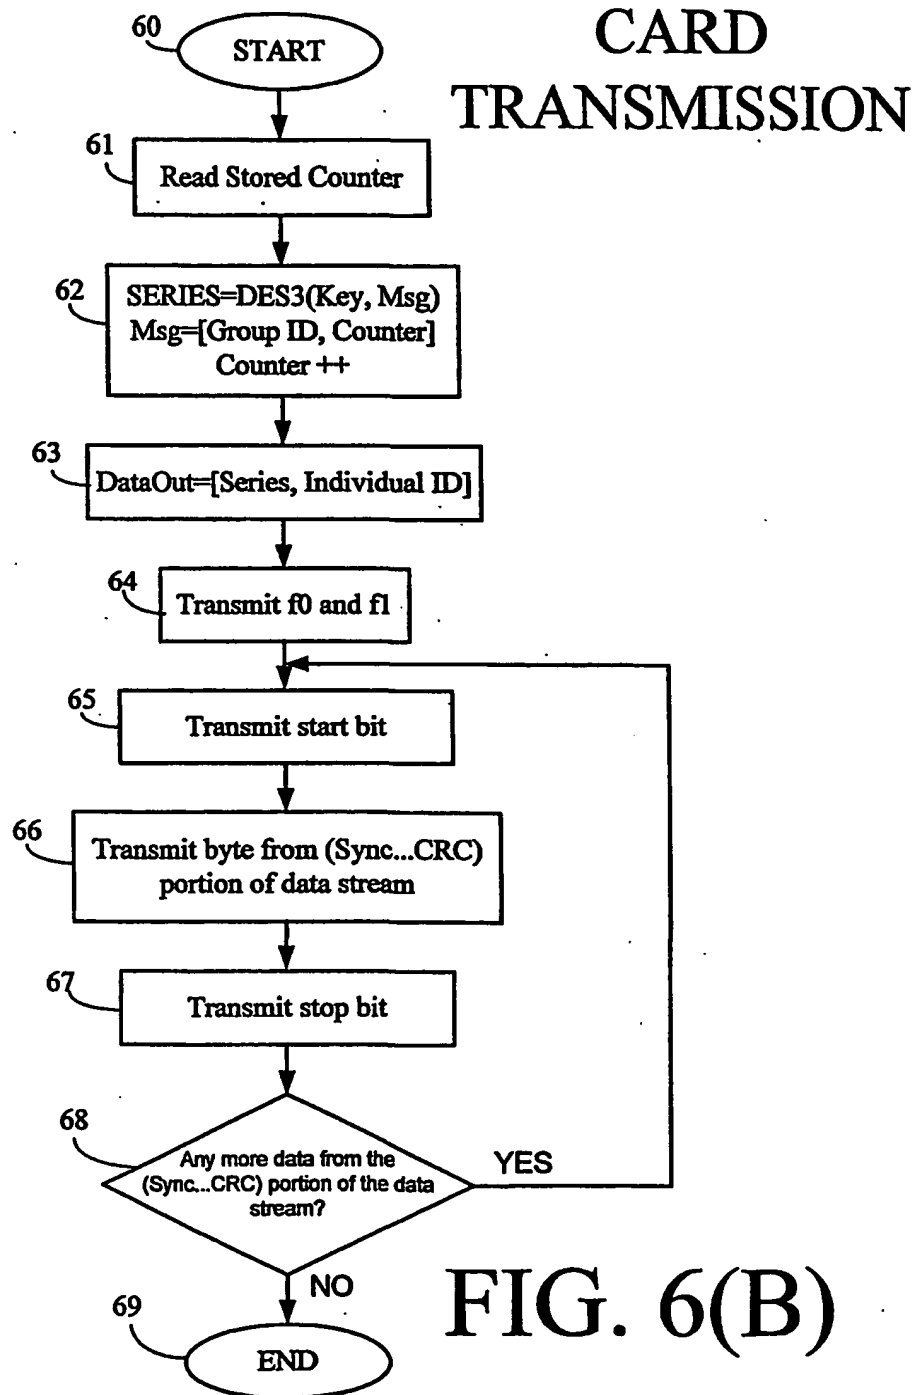 CARD
TRANSMISSION
60
START
61
Read Stored Counter
62
SERIES=DES3(Key, Msg)
Msg=[Group ID, Counter]
Counter ++
63
DataOut=[Series, Individual ID]
64
Transmit f0 and f1
65
Transmit start bit
66
Transmit byte from (Sync...CRC)
portion of data stream
67
Transmit stop bit
68
Any more data from the
(Sync...CRC) portion of the data
stream?
YES
NO
69
END
FIG. 6(B)